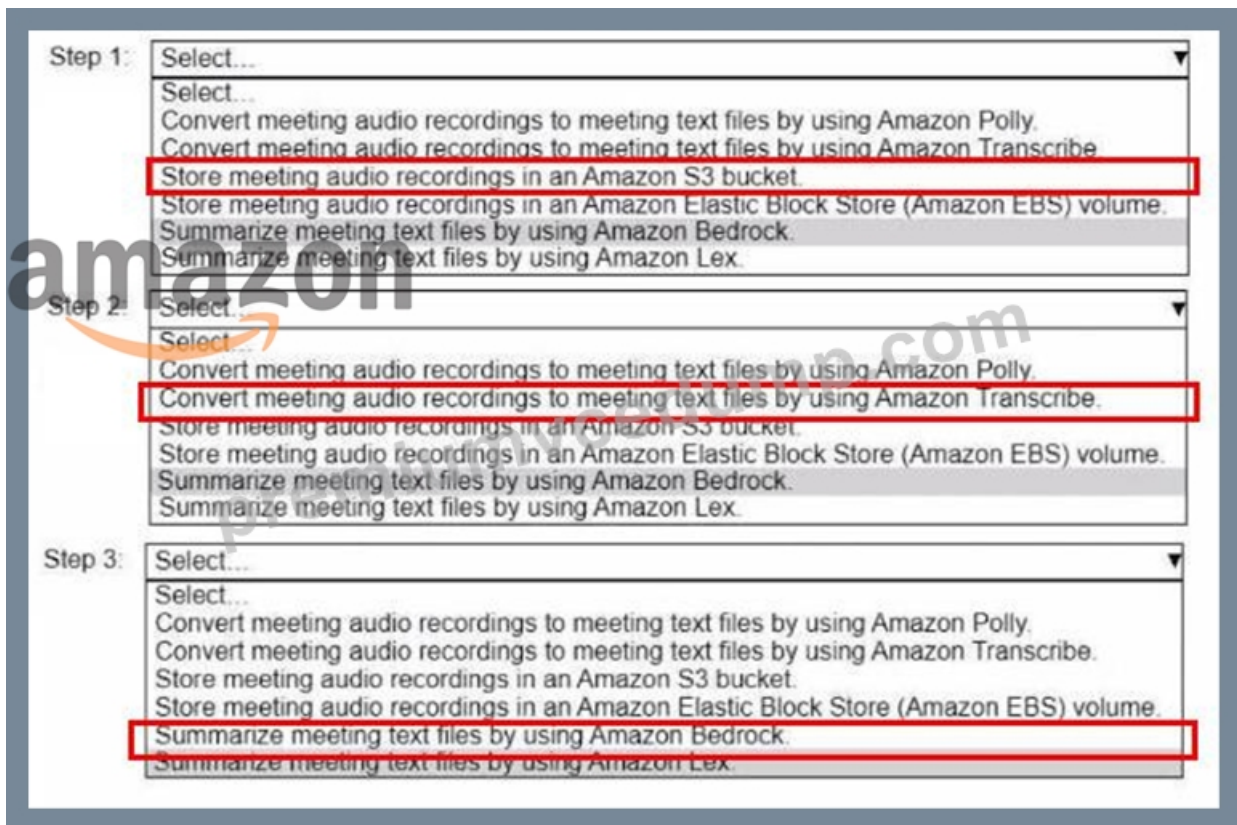 Step 1: Select...
Select...
Convert meeting audio recordings to meeting text files by using Amazon Polly.
Convert meeting audio recordings to meeting text files by using Amazon Transcribe
Store meeting audio recordings in an Amazon S3 bucket.
Store meeting audio recordings in an Amazon Elastic Block Store (Amazon EBS) volume.
Summarize meeting text files by using Amazon Bedrock.
Summarize meeting text files by using Amazon Lex.
amazon
Step 2: Select...
Select...
Convert meeting audio recordings to meeting text files by using Amazon Polly.
Convert meeting audio recordings to meeting text files by using Amazon Transcribe.
Store meeting audio recordings in an Amazon S3 bucket.
Store meeting audio recordings in an Amazon Elastic Block Store (Amazon EBS) volume.
Summarize meeting text files by using Amazon Bedrock.
Summarize meeting text files by using Amazon Lex.
premiumvcedump.com
Step 3: Select...
Select...
Convert meeting audio recordings to meeting text files by using Amazon Polly.
Convert meeting audio recordings to meeting text files by using Amazon Transcribe.
Store meeting audio recordings in an Amazon S3 bucket.
Store meeting audio recordings in an Amazon Elastic Block Store (Amazon EBS) volume.
Summarize meeting text files by using Amazon Bedrock.
Summarize meeting text files by using Amazon Lex.